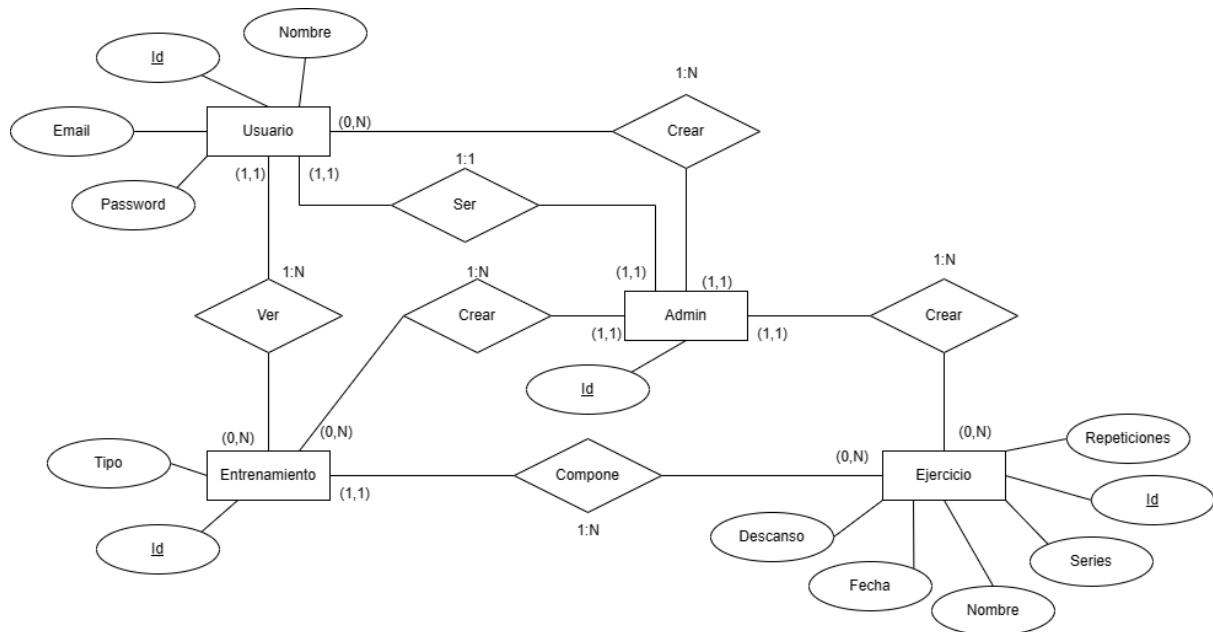 Nombre
Id
1:N
Email
Usuario
(0,N)
Crear
(1,1)
(1,1)
1:1
Password
Ser
1:N
1:N
1:N
(1,1)
(1,1)
Ver
Crear
Admin
Crear
(1,1)
(1,1)
Id
(0,N)
(0,N)
(0,N)
(0,N)
Repeticiones
Tipo
Entrenamiento
Compone
Ejercicio
(1,1)
Id
1:N
Descanso
Id
Series
Fecha
Nombre